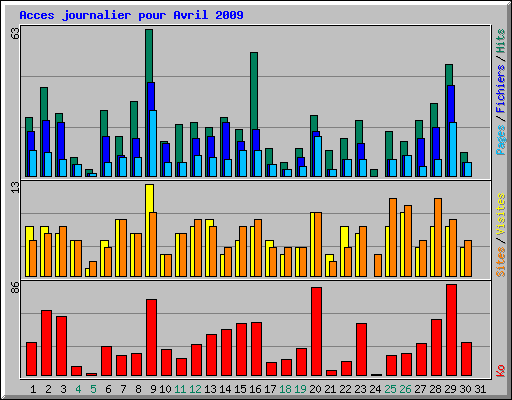 Acces journalier pour Avril 2009
63
Pages / Fichiers / Hits
13
Sites / Visites
86
Ko
1 2 3 4 5 6 7 8 9 10 11 12 13 14 15 16 17 18 19 20 21 22 23 24 25 26 27 28 29 30 31